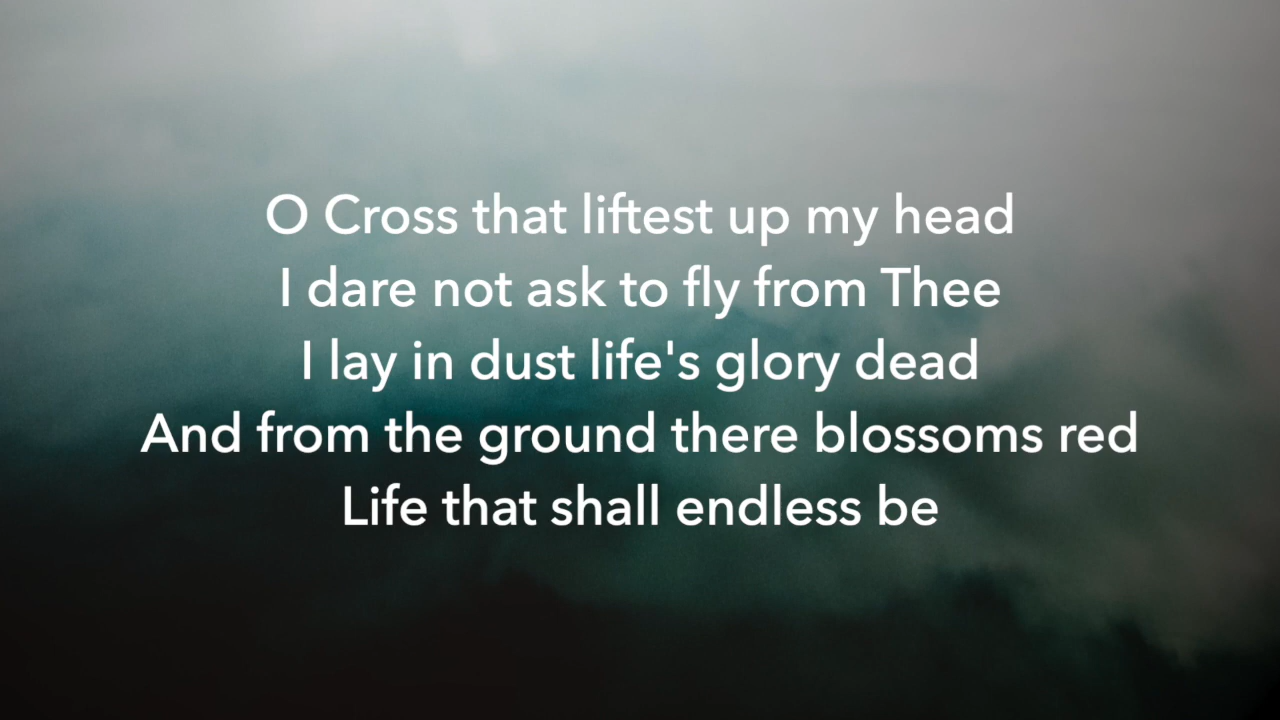 O Cross that liftest up my head
I dare not ask to fly from Thee
I lay in dust life's glory dead
And from the ground there blossoms red
Life that shall endless be